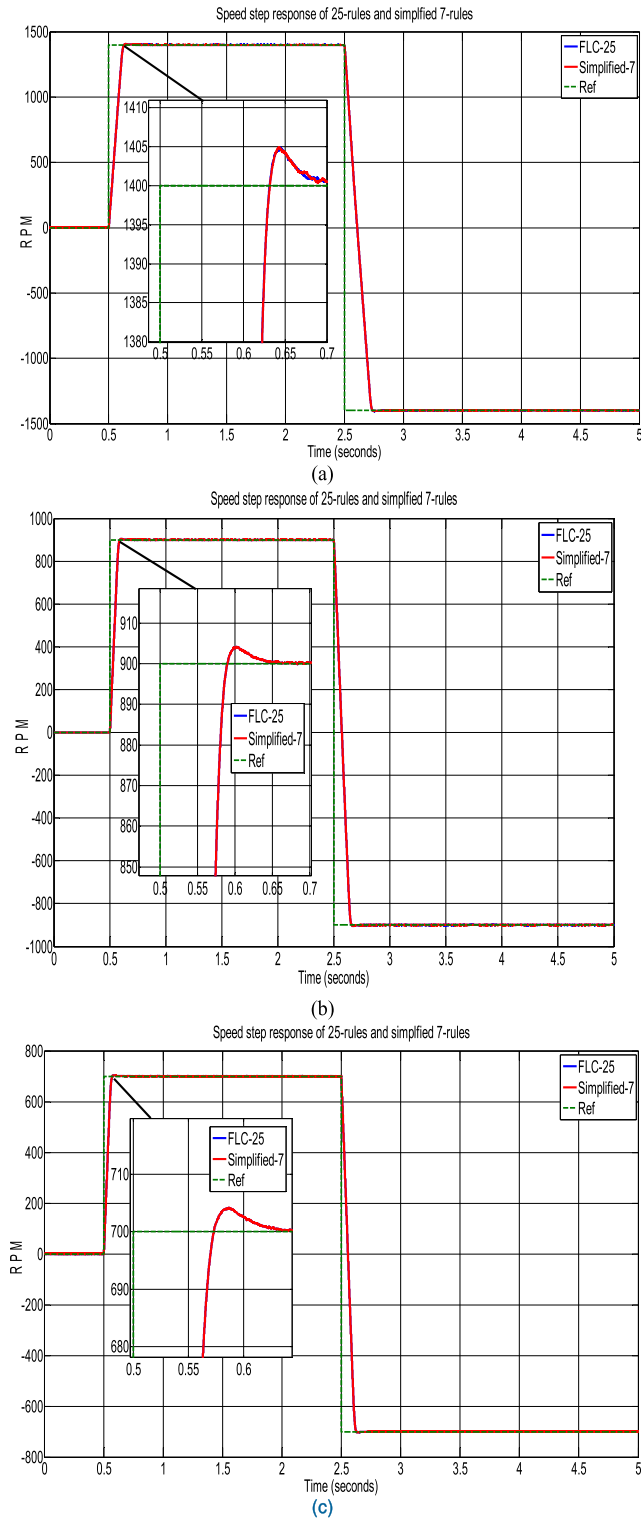 Speed step response of 25-rules and simplfied 7-rules
1500
1000
500
0
-500
-1000
-1500
R P M
FLC-25
Simplified-7
Ref
1410
1405
1400
1395
1390
1385
1380
0.5 0.55 0.6 0.65 0.7
0 0.5 1 1.5 2 2.5 3 3.5 4 4.5 5
Time (seconds)
(a)
Speed step response of 25-rules and simplfied 7-rules
1000
800
600
400
200
0
-200
-400
-600
-800
-1000
R P M
FLC-25
Simplified-7
Ref
910
900
890
880
870
860
850
FLC-25
Simplified-7
Ref
0.5 0.55 0.6 0.65 0.7
0 0.5 1 1.5 2 2.5 3 3.5 4 4.5 5
Time (seconds)
(b)
Speed step response of 25-rules and simplfied 7-rules
800
600
400
200
0
-200
-400
-600
-800
R P M
FLC-25
Simplified-7
Ref
FLC-25
Simplified-7
Ref
710
700
690
680
0.5 0.56 0.6
0 0.5 1 1.5 2 2.5 3 3.5 4 4.5 5
Time (seconds)
(c)